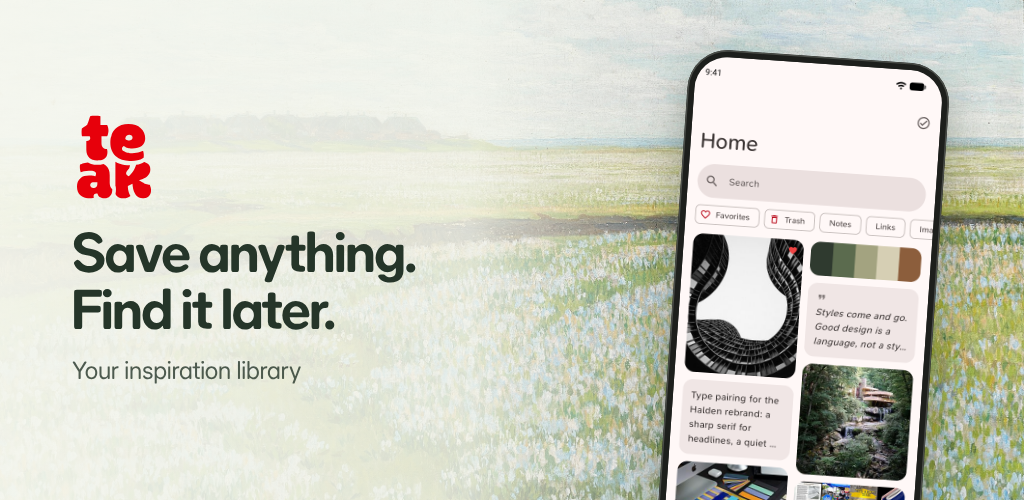 te
ak
Save anything.
Find it later.
Your inspiration library
9:41
Home
Search
Favorites
Trash
Notes
Links
Ima
"
Styles come and go.
Good design is a
language, not a sty...
Type pairing for the
Halden rebrand: a
sharp serif for
headlines, a quiet ...